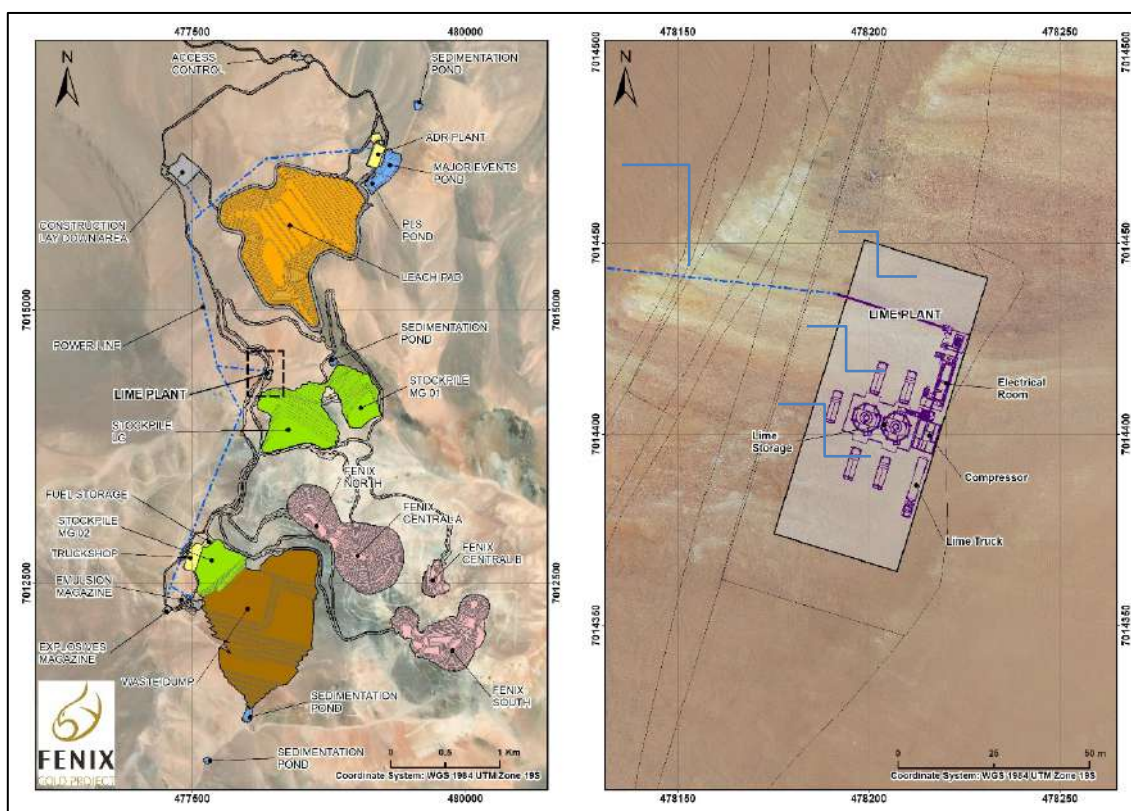 477500
480000
N
ACCESS
CONTROL
SEDIMENTATION
POND
ADR PLANT
MAJOR EVENTS
POND
CONSTRUCTION
LAY DOWN AREA
PLS
POND
LEACH PAD
7015000
7015000
SEDIMENTATION
POND
POWER LINE
LIME PLANT
STOCKPILE
MG 01
STOCKPILE
LG
FENIX
NORTH
FUEL STORAGE
FENIX
CENTRAL A
STOCKPILE
MG 02
TRUCKSHOP
FENIX
CENTRAL B
EMULSION
MAGAZINE
7012500
7012500
EXPLOSIVES
MAGAZINE
WASTE DUMP
FENIX
SOUTH
SEDIMENTATION
POND
FENIX
GOLD PROJECT
SEDIMENTATION
POND
0 0.5 1 Km
Coordinate System: WGS 1984 UTM Zone 19S
477500
480000
478150
478200
478250
7014500
7014500
N
7014450
7014450
LIME PLANT
Electrical
Room
Lime
Storage
7014400
7014400
Compressor
Lime Truck
7014350
7014350
0 25 50 m
Coordinate System: WGS 1984 UTM Zone 19S
478150
478200
478250